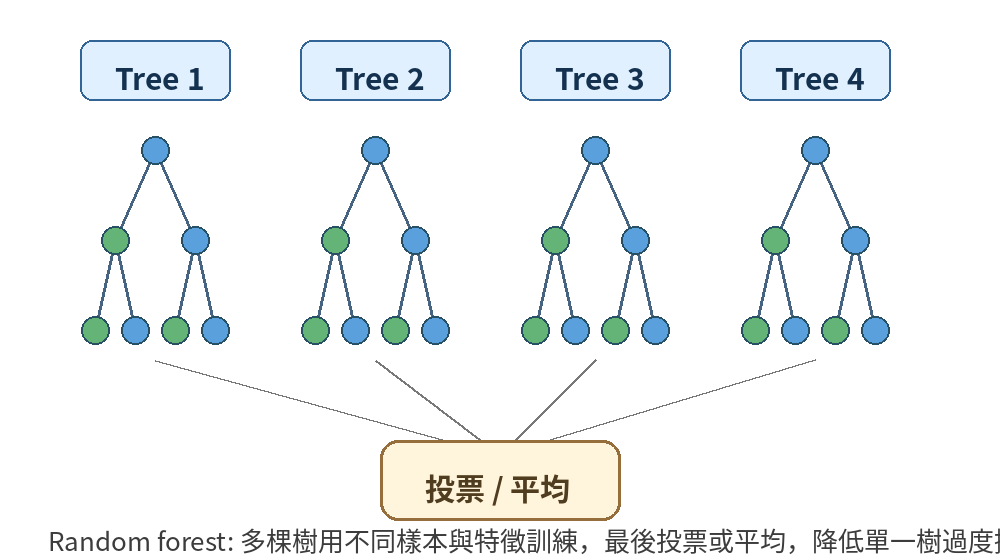 Tree 1
Tree 2
Tree 3
Tree 4
投票 / 平均
Random forest: 多棵樹用不同樣本與特徵訓練，最後投票或平均，降低單一樹過度